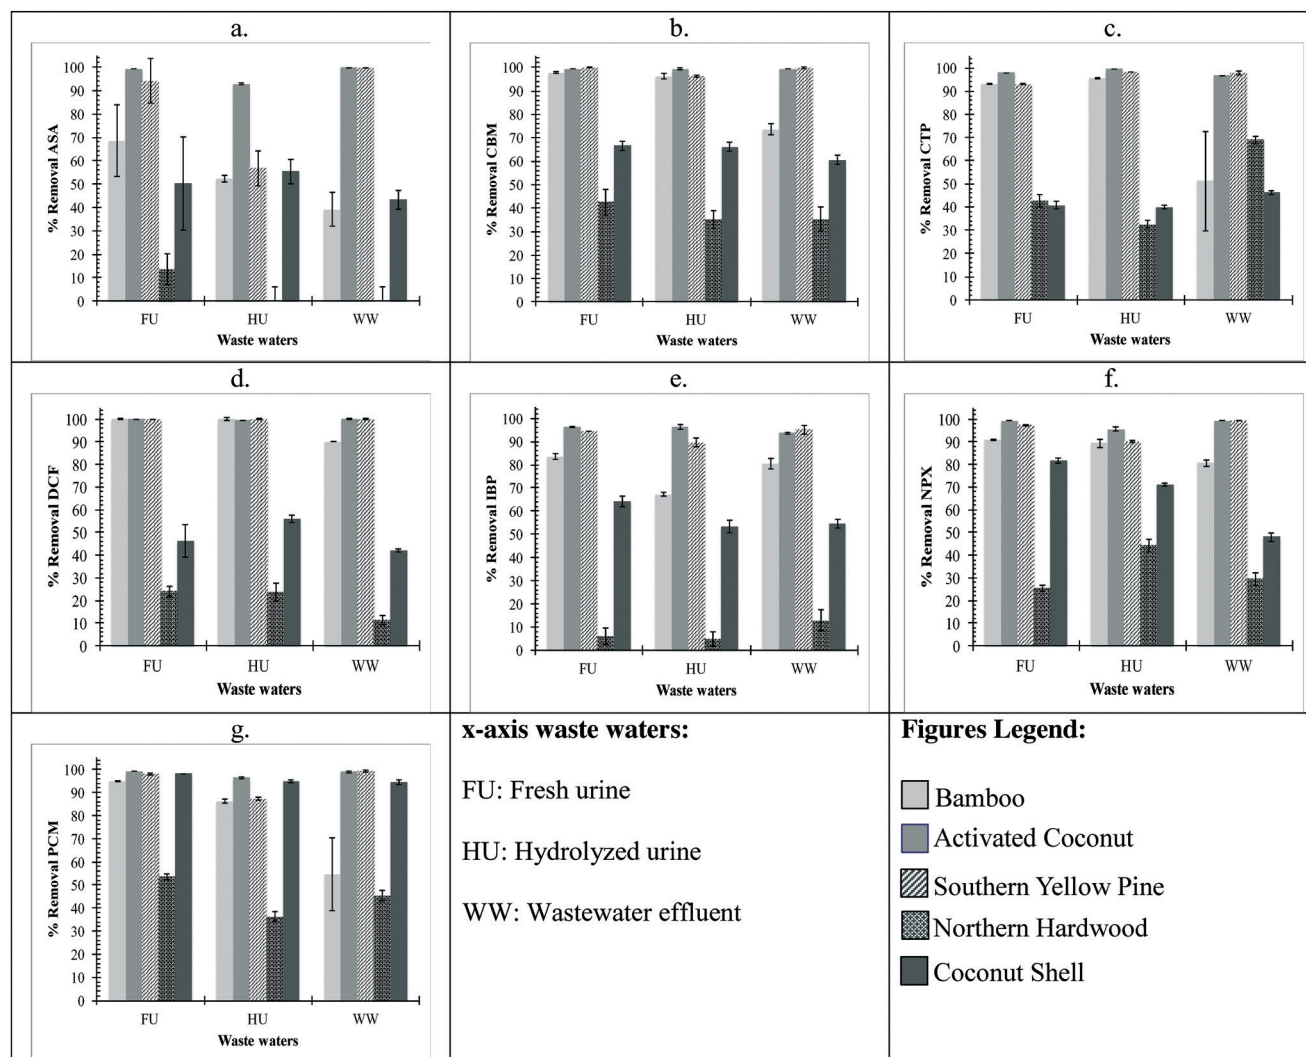 a.
100
90
80
70
60
50
40
30
20
10
0
% Removal ASA
FU HU WW
Waste waters
b.
100
90
80
70
60
50
40
30
20
10
0
% Removal CBM
FU HU WW
Waste waters
c.
100
90
80
70
60
50
40
30
20
10
0
% Removal CTP
FU HU WW
Waste waters
d.
100
90
80
70
60
50
40
30
20
10
0
% Removal DCF
FU HU WW
Waste waters
e.
100
90
80
70
60
50
40
30
20
10
0
% Removal IBP
FU HU WW
Waste waters
f.
100
90
80
70
60
50
40
30
20
10
0
% Removal NPX
FU HU WW
Waste waters
g.
100
90
80
70
60
50
40
30
20
10
0
% Removal PCM
FU HU WW
Waste waters
x-axis waste waters:
FU: Fresh urine
HU: Hydrolyzed urine
WW: Wastewater effluent
Figures Legend:
Bamboo
Activated Coconut
Southern Yellow Pine
Northern Hardwood
Coconut Shell